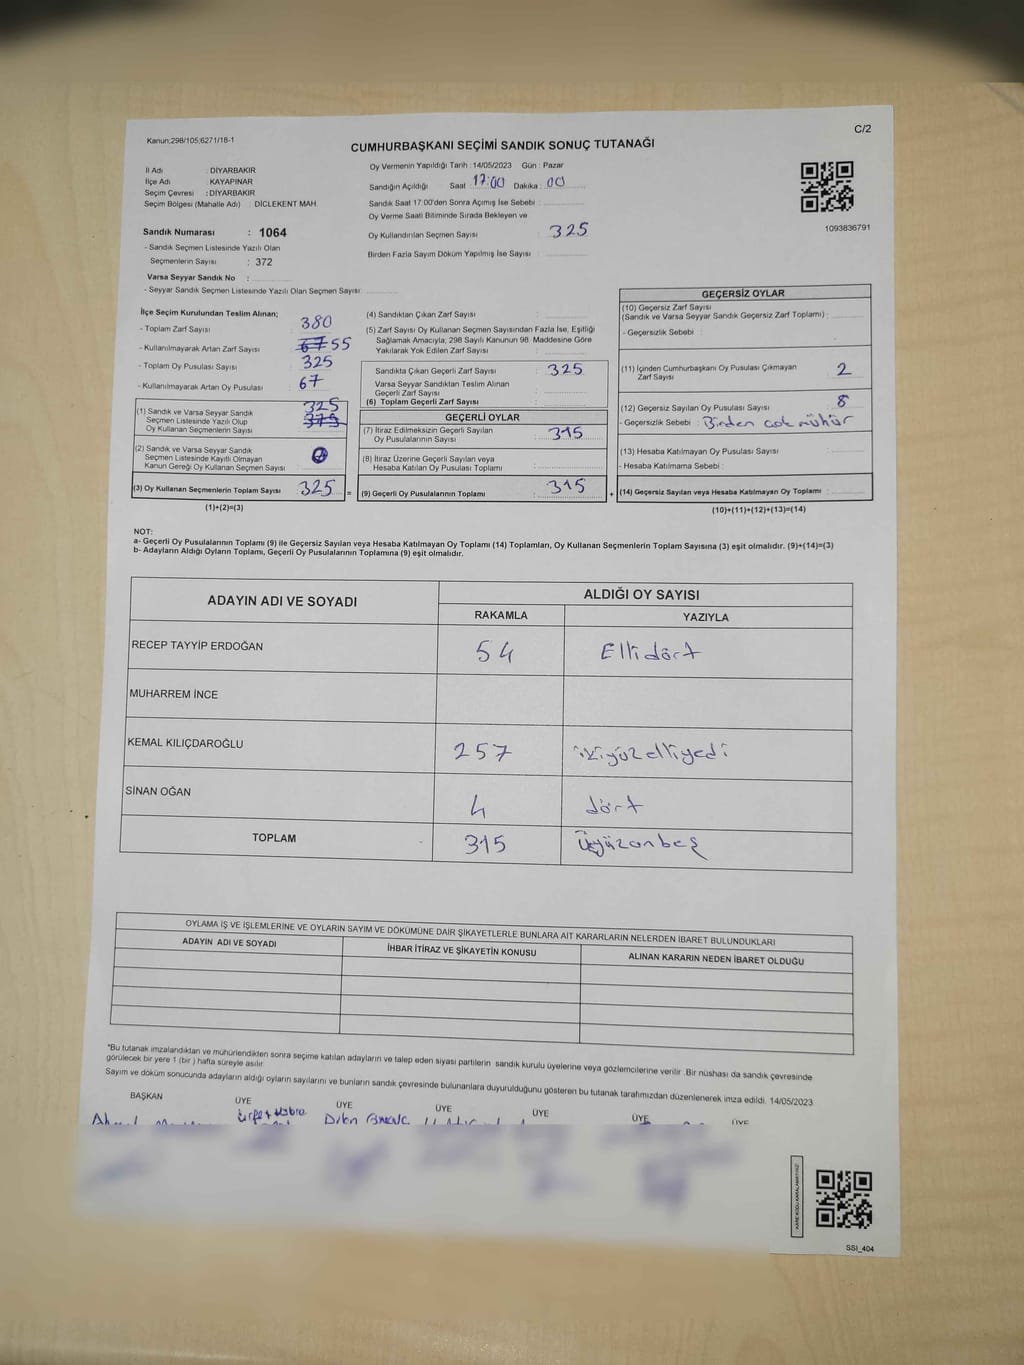 Kanun;298/105;6271/18-1
C/2
CUMHURBAŞKANI SEÇİMİ SANDIK SONUÇ TUTANAĞI
İl Adı : DİYARBAKIR
İlçe Adı : KAYAPINAR
Seçim Çevresi : DİYARBAKIR
Seçim Bölgesi (Mahalle Adı) : DİCLEKENT MAH.
Sandık Numarası : 1064
- Sandık Seçmen Listesinde Yazılı Olan
Seçmenlerin Sayısı : 372
Varsa Seyyar Sandık No :
- Seyyar Sandık Seçmen Listesinde Yazılı Olan Seçmen Sayısı:
Oy Vermenin Yapıldığı Tarih : 14/05/2023 Gün : Pazar
Sandığın Açıldığı Saat 17:00 Dakika : 00
Sandık Saat 17:00'den Sonra Açımış İse Sebebi :
Oy Verme Saati Bitiminde Sırada Bekleyen ve
Oy Kullandırılan Seçmen Sayısı : 325
Birden Fazla Sayım Döküm Yapılmış İse Sayısı :
1093836791
İlçe Seçim Kurulundan Teslim Alınan;
- Toplam Zarf Sayısı : 380
- Kullanılmayarak Artan Zarf Sayısı : 67 55
- Toplam Oy Pusulası Sayısı : 325
- Kullanılmayarak Artan Oy Pusulası : 67
(1) Sandık ve Varsa Seyyar Sandık
Seçmen Listesinde Yazılı Olup
Oy Kullanan Seçmenlerin Sayısı : 325
(2) Sandık ve Varsa Seyyar Sandık
Seçmen Listesinde Kayıtlı Olmayan
Kanun Gereği Oy Kullanan Seçmen Sayısı : 0
(3) Oy Kullanan Seçmenlerin Toplam Sayısı : 325 =
(1)+(2)=(3)
(4) Sandıktan Çıkan Zarf Sayısı :
(5) Zarf Sayısı Oy Kullanan Seçmen Sayısından Fazla İse, Eşitliği
Sağlamak Amacıyla; 298 Sayılı Kanunun 98. Maddesine Göre
Yakılarak Yok Edilen Zarf Sayısı :
Sandıkta Çıkan Geçerli Zarf Sayısı : 325
Varsa Seyyar Sandıktan Teslim Alınan
Geçerli Zarf Sayısı :
(6) Toplam Geçerli Zarf Sayısı :
GEÇERLİ OYLAR
(7) İtiraz Edilmeksizin Geçerli Sayılan
Oy Pusulalarının Sayısı : 315
(8) İtiraz Üzerine Geçerli Sayılan veya
Hesaba Katılan Oy Pusulası Toplamı :
(9) Geçerli Oy Pusulalarının Toplamı : 315 +
GEÇERSİZ OYLAR
(10) Geçersiz Zarf Sayısı
(Sandık ve Varsa Seyyar Sandık Geçersiz Zarf Toplamı) :
- Geçersizlik Sebebi :
(11) İçinden Cumhurbaşkanı Oy Pusulası Çıkmayan
Zarf Sayısı : 2
(12) Geçersiz Sayılan Oy Pusulası Sayısı : 8
- Geçersizlik Sebebi : Birden çok mühür
(13) Hesaba Katılmayan Oy Pusulası Sayısı :
- Hesaba Katılmama Sebebi :
(14) Geçersiz Sayılan veya Hesaba Katılmayan Oy Toplamı :
(10)+(11)+(12)+(13)=(14)
NOT:
a- Geçerli Oy Pusulalarının Toplamı (9) ile Geçersiz Sayılan veya Hesaba Katılmayan Oy Toplamı (14) Toplamları, Oy Kullanan Seçmenlerin Toplam Sayısına (3) eşit olmalıdır. (9)+(14)=(3)
b- Adayların Aldığı Oyların Toplamı, Geçerli Oy Pusulalarının Toplamına (9) eşit olmalıdır.
ADAYIN ADI VE SOYADI
ALDIĞI OY SAYISI
RAKAMLA YAZIYLA
RECEP TAYYİP ERDOĞAN 54 Ellidört
MUHARREM İNCE
KEMAL KILIÇDAROĞLU 257 ikiyüzelliyedi
SİNAN OĞAN 4 dört
TOPLAM 315 Üçyüzonbeş
OYLAMA İŞ VE İŞLEMLERİNE VE OYLARIN SAYIM VE DÖKÜMÜNE DAİR ŞİKAYETLERLE BUNLARA AİT KARARLARIN NELERDEN İBARET BULUNDUKLARI
ADAYIN ADI VE SOYADI İHBAR İTİRAZ VE ŞİKAYETİN KONUSU ALINAN KARARIN NEDEN İBARET OLDUĞU
*Bu tutanak imzalandıktan ve mühürlendikten sonra seçime katılan adayların ve talep eden siyasi partilerin sandık kurulu üyelerine veya gözlemcilerine verilir .Bir nüshası da sandık çevresinde
görülecek bir yere 1 (bir ) hafta süreyle asılır.
Sayım ve döküm sonucunda adayların aldığı oyların sayılarını ve bunların sandık çevresinde bulunanlara duyurulduğunu gösteren bu tutanak tarafımızdan düzenlenerek imza edildi. 14/05/2023
BAŞKAN ÜYE ÜYE ÜYE ÜYE ÜYE ÜYE
SSI_404